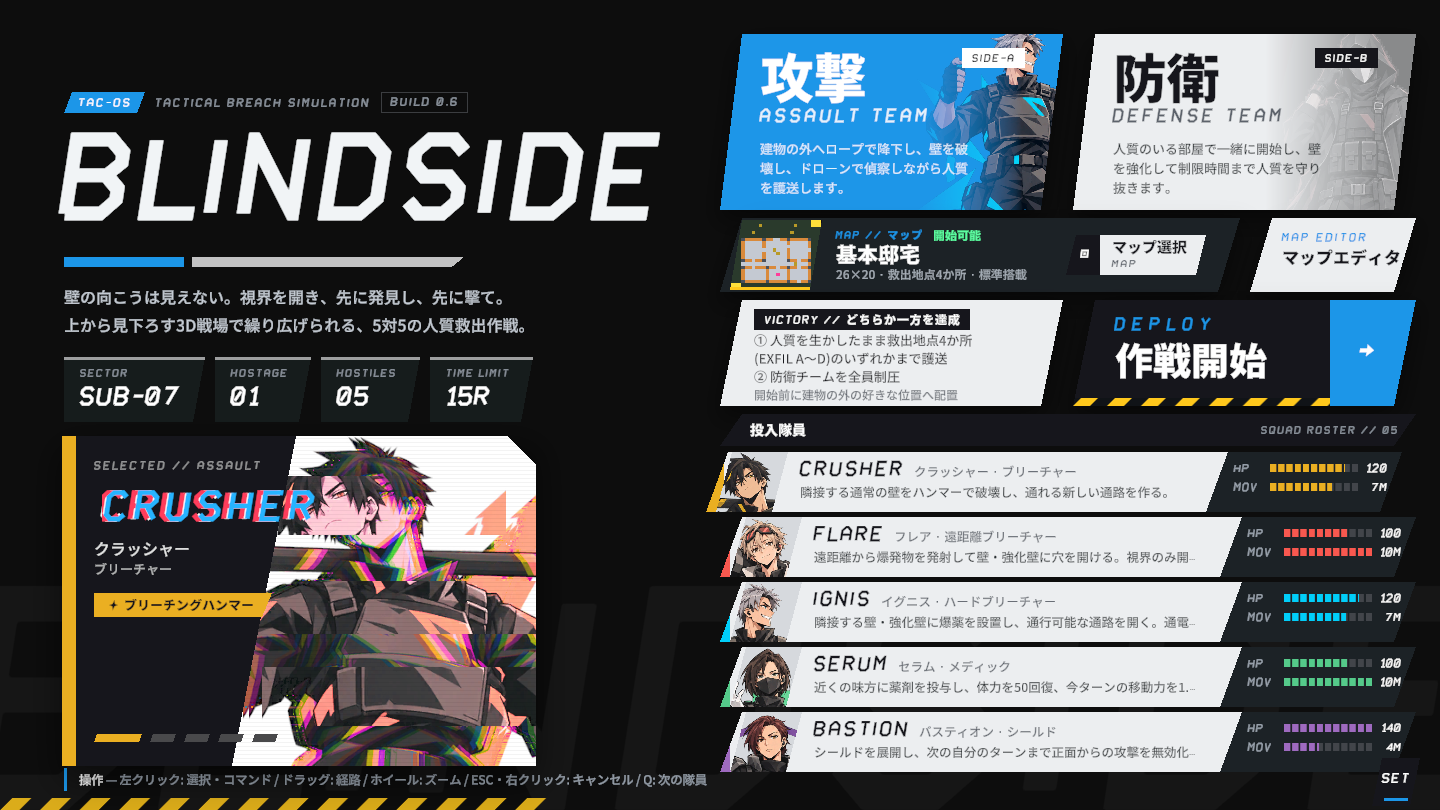 TAC-OS TACTICAL BREACH SIMULATION BUILD 0.6
BLINDSIDE
壁の向こうは見えない。視界を開き、先に発見し、先に撃て。
上から見下ろす3D戦場で繰り広げられる、5対5の人質救出作戦。
SECTOR
SUB-07
HOSTAGE
01
HOSTILES
05
TIME LIMIT
15R
SELECTED // ASSAULT
CRUSHER
クラッシャー
ブリーチャー
ブリーチングハンマー
操作 — 左クリック: 選択・コマンド / ドラッグ: 経路 / ホイール: ズーム / ESC・右クリック: キャンセル / Q: 次の隊員
SIDE-A
攻撃
ASSAULT TEAM
建物の外へロープで降下し、壁を破
壊し、ドローンで偵察しながら人質
を護送します。
SIDE-B
防衛
DEFENSE TEAM
人質のいる部屋で一緒に開始し、壁
を強化して制限時間まで人質を守り
抜きます。
MAP // マップ 開始可能
基本邸宅
26×20・救出地点4か所・標準搭載
マップ選択
MAP
MAP EDITOR
マップエディタ
VICTORY // どちらか一方を達成
① 人質を生かしたまま救出地点4か所
(EXFIL A〜D)のいずれかまで護送
② 防衛チームを全員制圧
開始前に建物の外の好きな位置へ配置
DEPLOY
作戦開始
投入隊員 SQUAD ROSTER // 05
CRUSHER クラッシャー・ブリーチャー
隣接する通常の壁をハンマーで破壊し、通れる新しい通路を作る。
HP 120
MOV 7M
FLARE フレア・遠距離ブリーチャー
遠距離から爆発物を発射して壁・強化壁に穴を開ける。視界のみ開…
HP 100
MOV 10M
IGNIS イグニス・ハードブリーチャー
隣接する壁・強化壁に爆薬を設置し、通行可能な通路を開く。通電…
HP 120
MOV 7M
SERUM セラム・メディック
近くの味方に薬剤を投与し、体力を50回復、今ターンの移動力を1.…
HP 100
MOV 10M
BASTION バスティオン・シールド
シールドを展開し、次の自分のターンまで正面からの攻撃を無効化…
HP 140
MOV 4M
SET